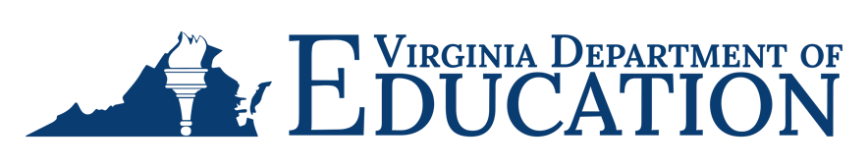 VIRGINIA DEPARTMENT OF
EDUCATION